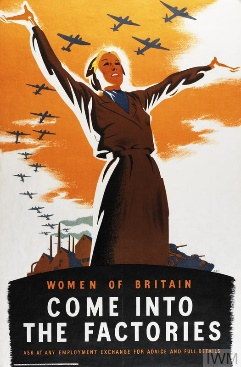 WOMEN OF BRITAIN
COME INTO
THE FACTORIES
ASK AT ANY EMPLOYMENT EXCHANGE FOR ADVICE AND FULL DETAILS
IWM